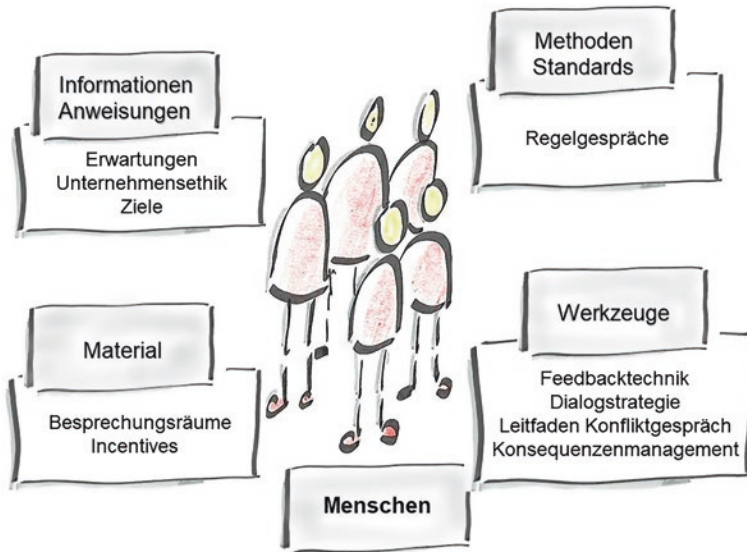 Informationen
Anweisungen
Erwartungen
Unternehmensethik
Ziele
Methoden
Standards
Regelgespräche
Material
Besprechungsräume
Incentives
Werkzeuge
Feedbacktechnik
Dialogstrategie
Leitfaden Konfliktgespräch
Konsequenzenmanagement
Menschen